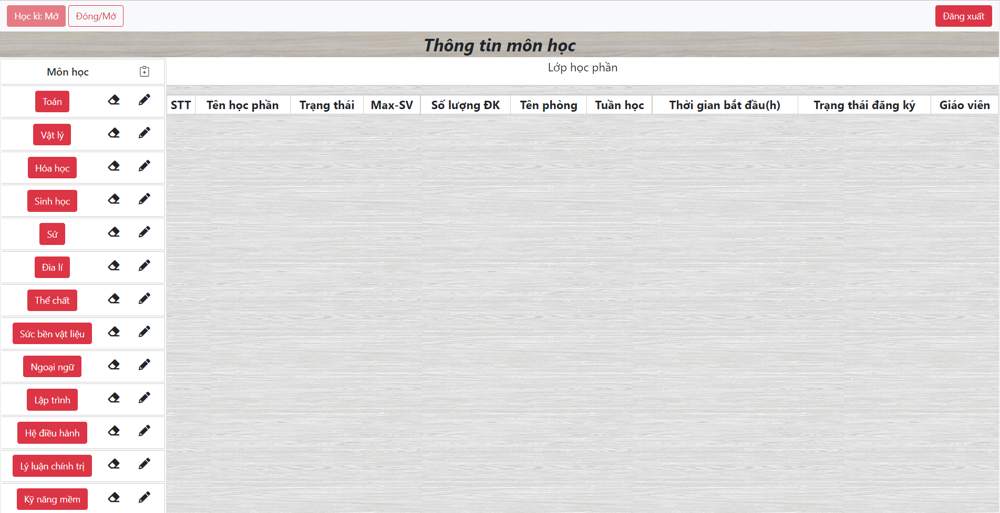 Học kì: Mở Đóng/Mở Đăng xuất
Thông tin môn học
Môn học
Lớp học phần
STT Tên học phần Trạng thái Max-SV Số lượng ĐK Tên phòng Tuần học Thời gian bắt đầu(h) Trạng thái đăng ký Giáo viên
Toán
Vật lý
Hóa học
Sinh học
Sử
Đia lí
Thể chất
Sức bền vật liệu
Ngoại ngữ
Lập trình
Hệ điều hành
Lý luận chính trị
Kỹ năng mềm